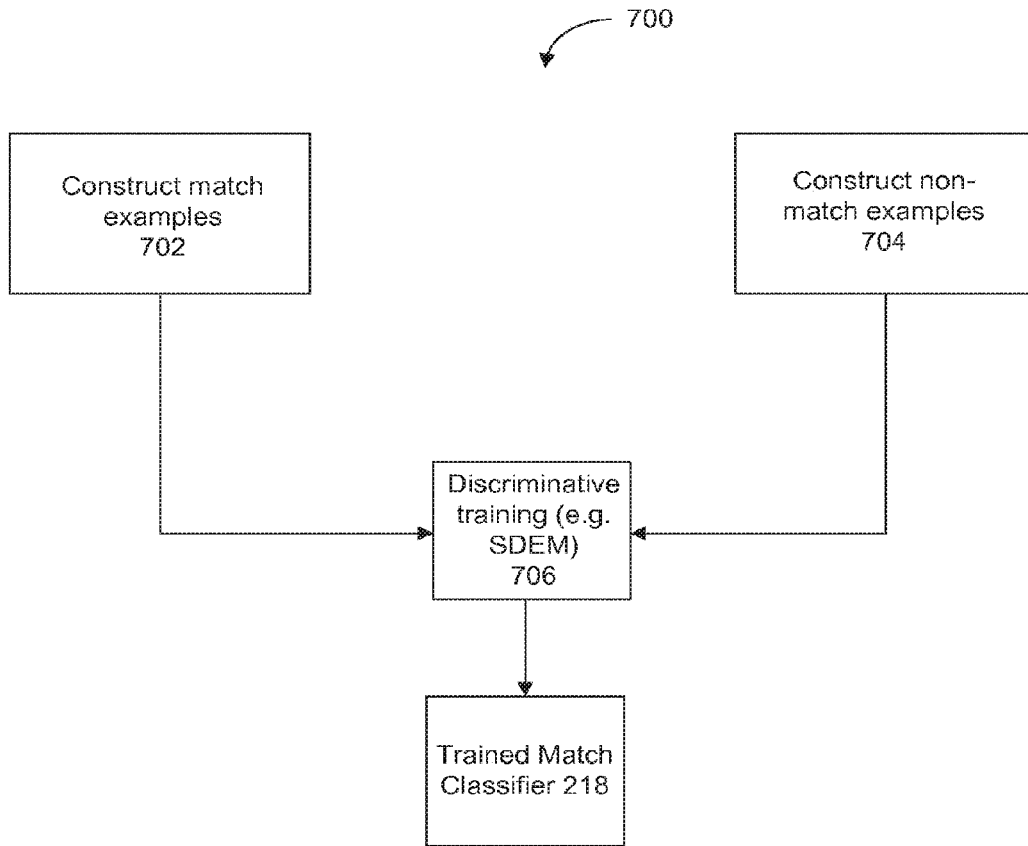 700
Construct match
examples
702
Construct non-
match examples
704
Discriminative
training (e.g.
SDEM)
706
Trained Match
Classifier 218